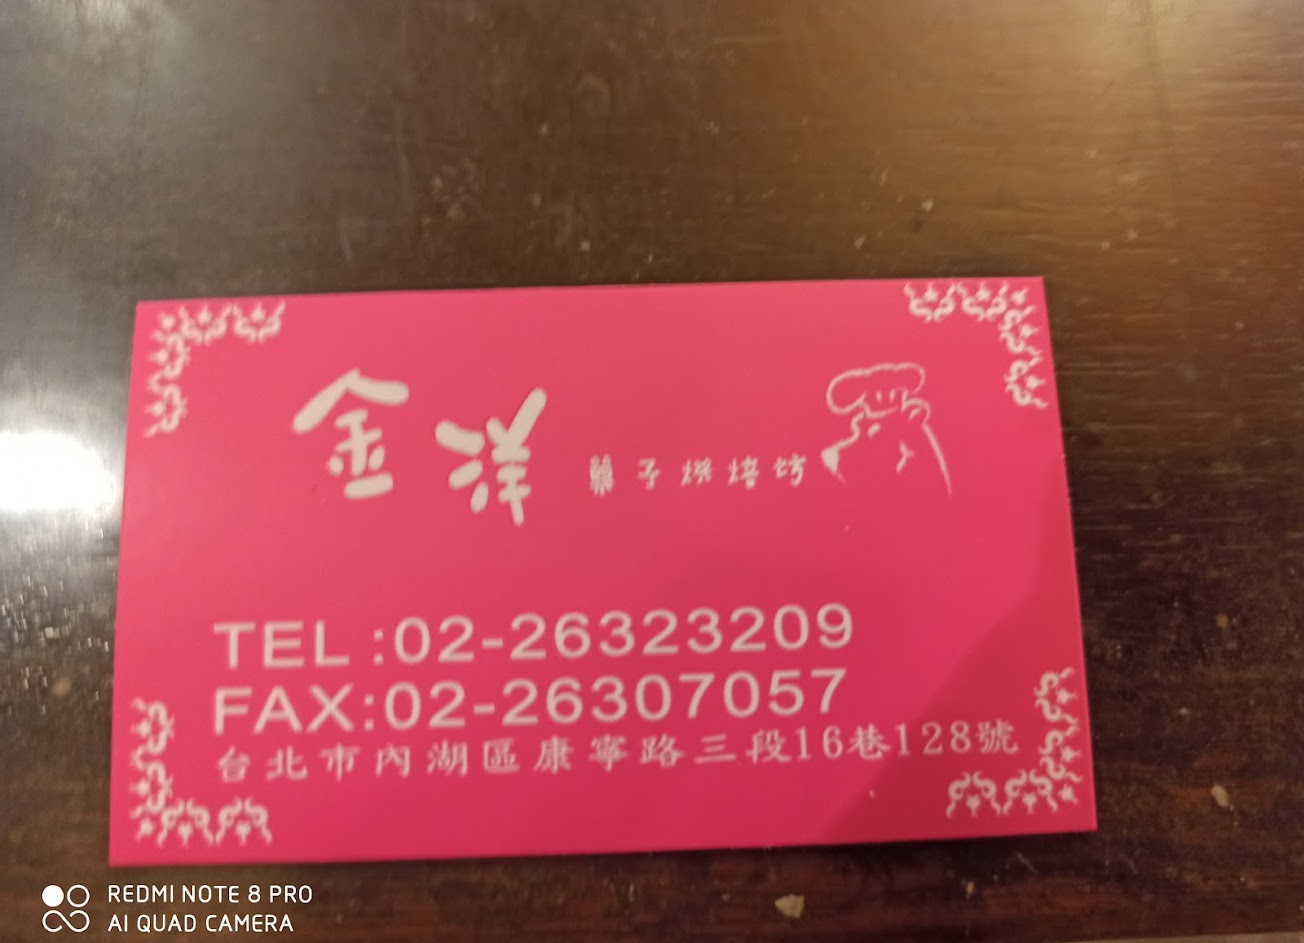 金洋 菓子烘焙坊
TEL :02-26323209
FAX:02-26307057
台北市內湖區康寧路三段16巷128號
REDMI NOTE 8 PRO
AI QUAD CAMERA